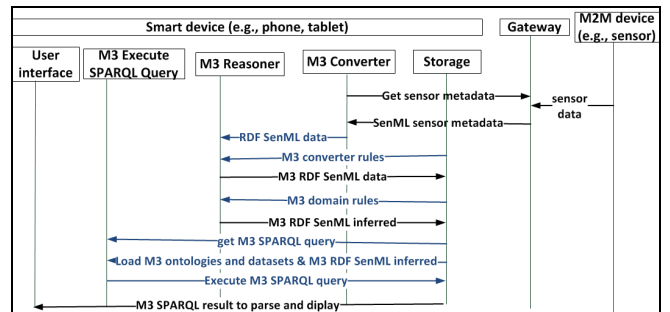 Smart device (e.g., phone, tablet)
Gateway
M2M device
(e.g., sensor)
User
interface
M3 Execute
SPARQL Query
M3 Reasoner
M3 Converter
Storage
Get sensor metadata
sensor
data
SenML sensor metadata
RDF SenML data
M3 converter rules
M3 RDF SenML data
M3 domain rules
M3 RDF SenML inferred
get M3 SPARQL query
Load M3 ontologies and datasets & M3 RDF SenML inferred
Execute M3 SPARQL query
M3 SPARQL result to parse and diplay